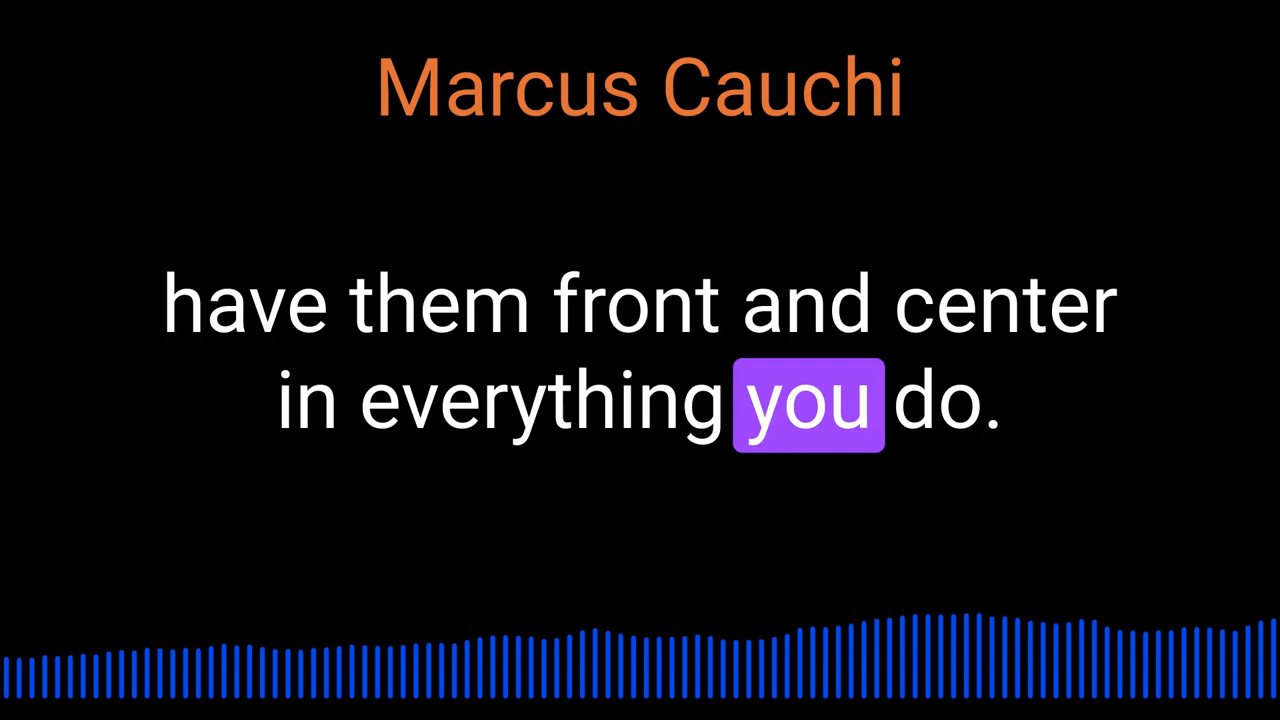 Marcus Cauchi
have them front and center
in everything you do.